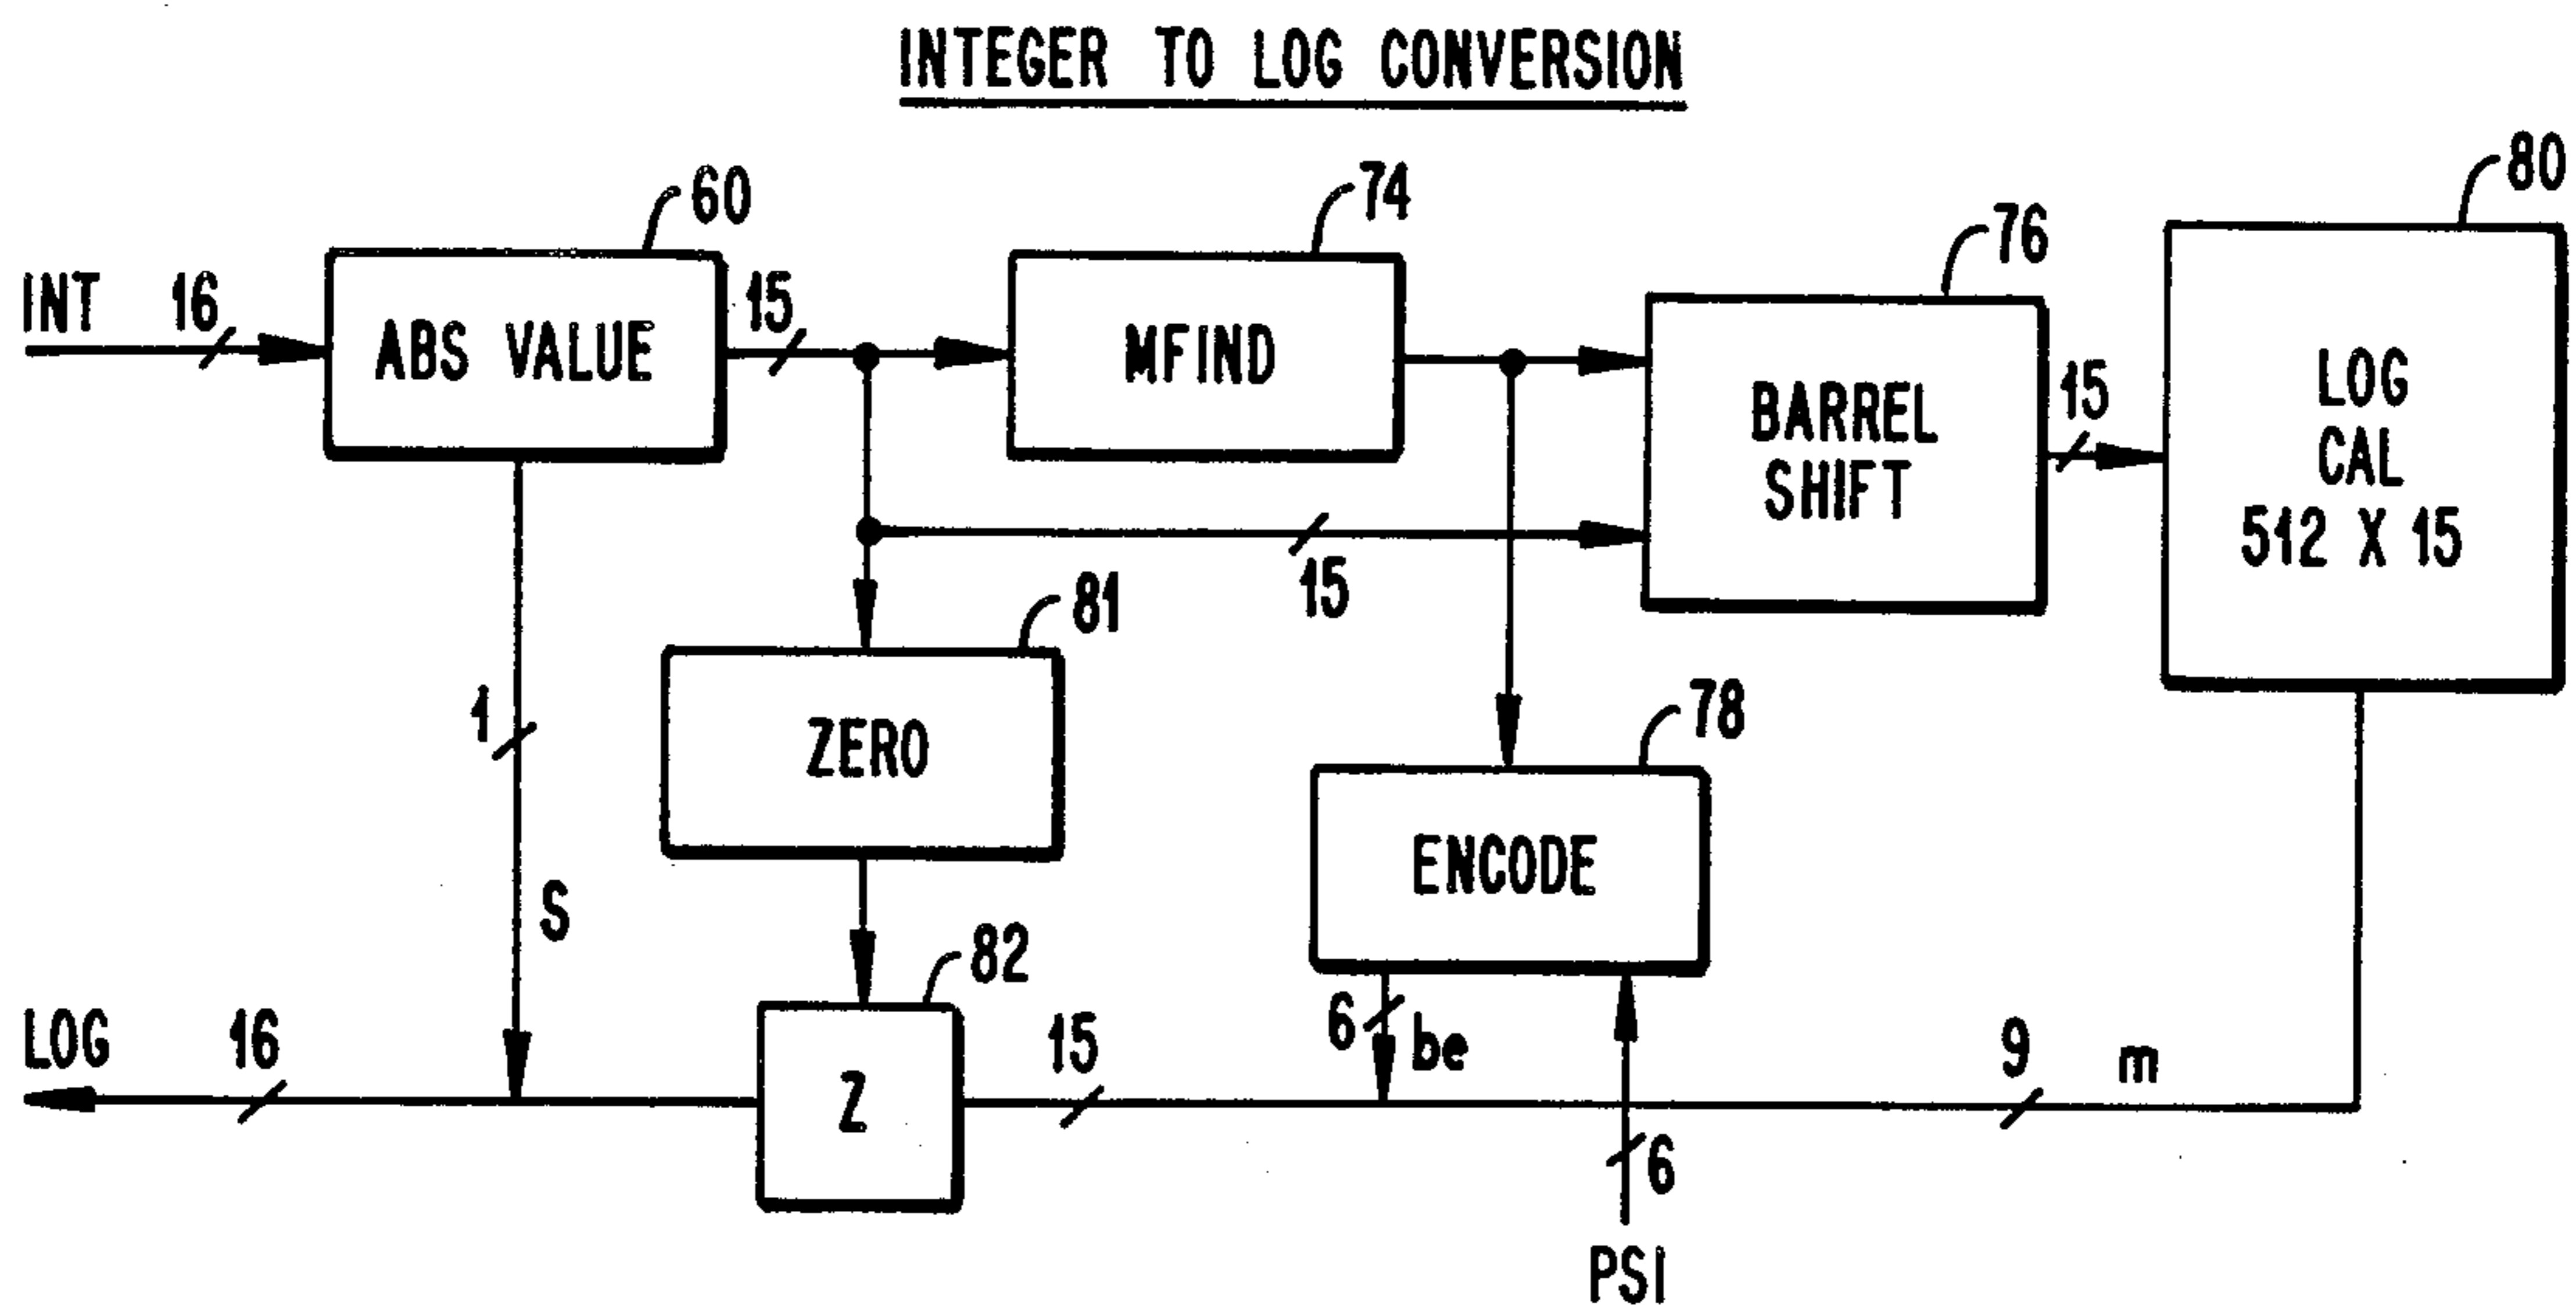 INTEGER TO LOG CONVERSION
60
74
76
80
INT
16
ABS VALUE
15
MFIND
BARREL
SHIFT
15
LOG
CAL
512 X 15
15
81
ZERO
1
S
78
ENCODE
82
Z
LOG
16
15
6
be
9
m
6
PSI